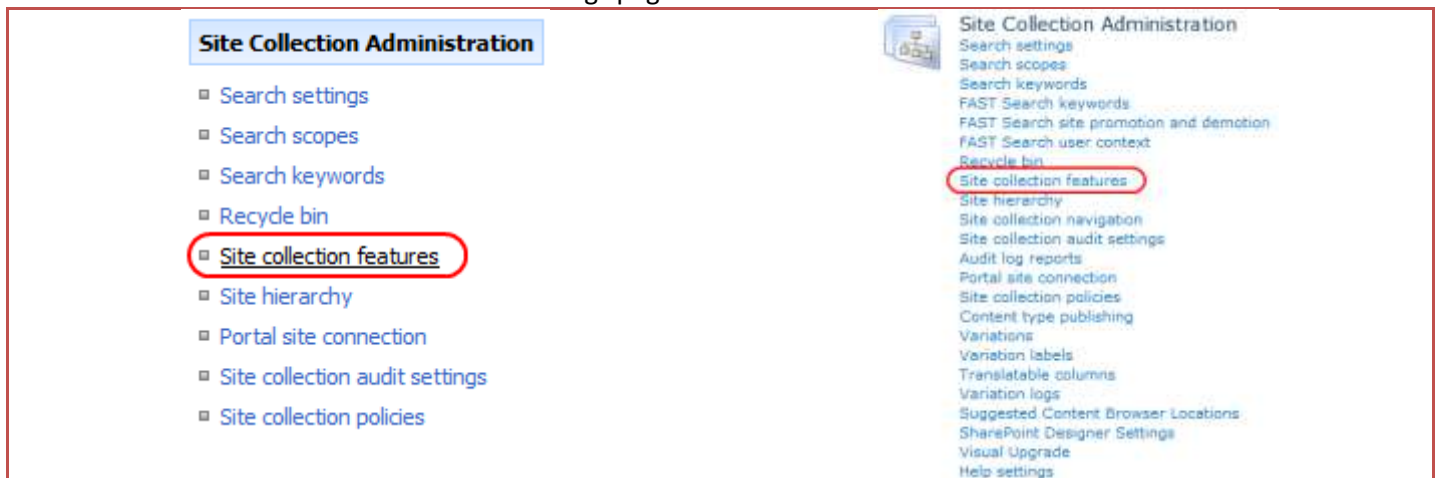 Site Collection Administration
Search settings
Search scopes
Search keywords
Recycle bin
Site collection features
Site hierarchy
Portal site connection
Site collection audit settings
Site collection policies
Site Collection Administration
Search settings
Search scopes
Search keywords
FAST Search keywords
FAST Search site promotion and demotion
FAST Search user context
Recycle bin
Site collection features
Site hierarchy
Site collection navigation
Site collection audit settings
Audit log reports
Portal site connection
Site collection policies
Content type publishing
Variations
Variation labels
Translatable columns
Variation logs
Suggested Content Browser Locations
SharePoint Designer Settings
Visual Upgrade
Help settings